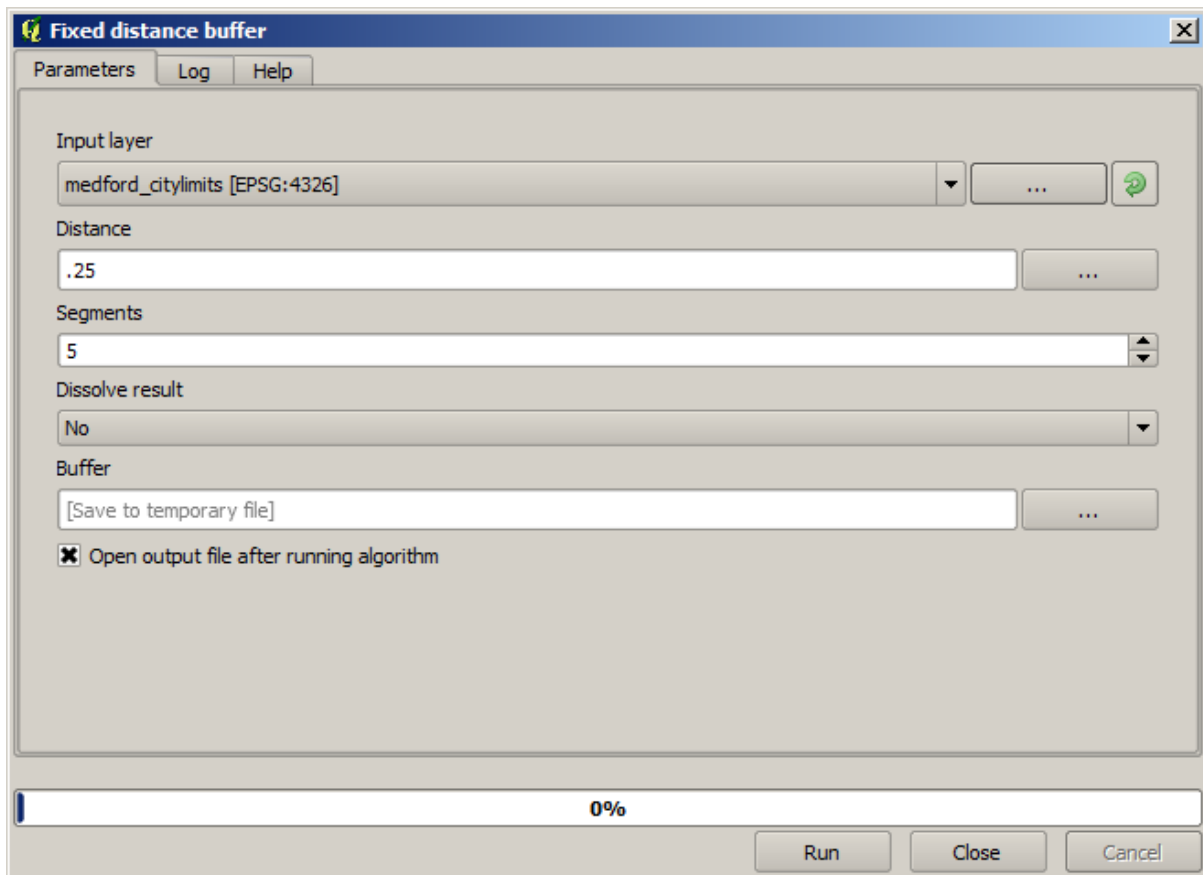 Fixed distance buffer
Parameters Log Help
Input layer
medford_citylimits [EPSG:4326] ...
Distance
.25 ...
Segments
5
Dissolve result
No
Buffer
[Save to temporary file] ...
Open output file after running algorithm
0%
Run Close Cancel